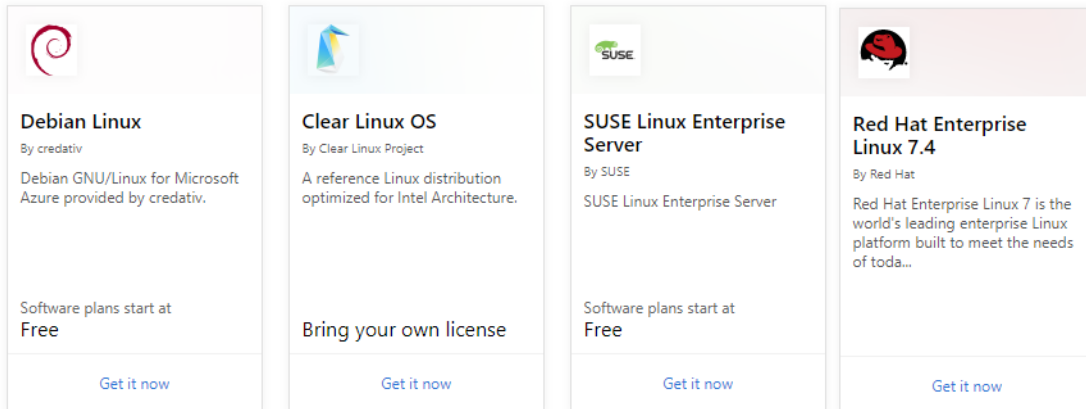 Debian Linux
By credativ
Debian GNU/Linux for Microsoft
Azure provided by credativ.
Software plans start at
Free
Get it now
Clear Linux OS
By Clear Linux Project
A reference Linux distribution
optimized for Intel Architecture.
Bring your own license
Get it now
SUSE
SUSE Linux Enterprise
Server
By SUSE
SUSE Linux Enterprise Server
Software plans start at
Free
Get it now
Red Hat Enterprise
Linux 7.4
By Red Hat
Red Hat Enterprise Linux 7 is the
world's leading enterprise Linux
platform built to meet the needs
of toda...
Get it now